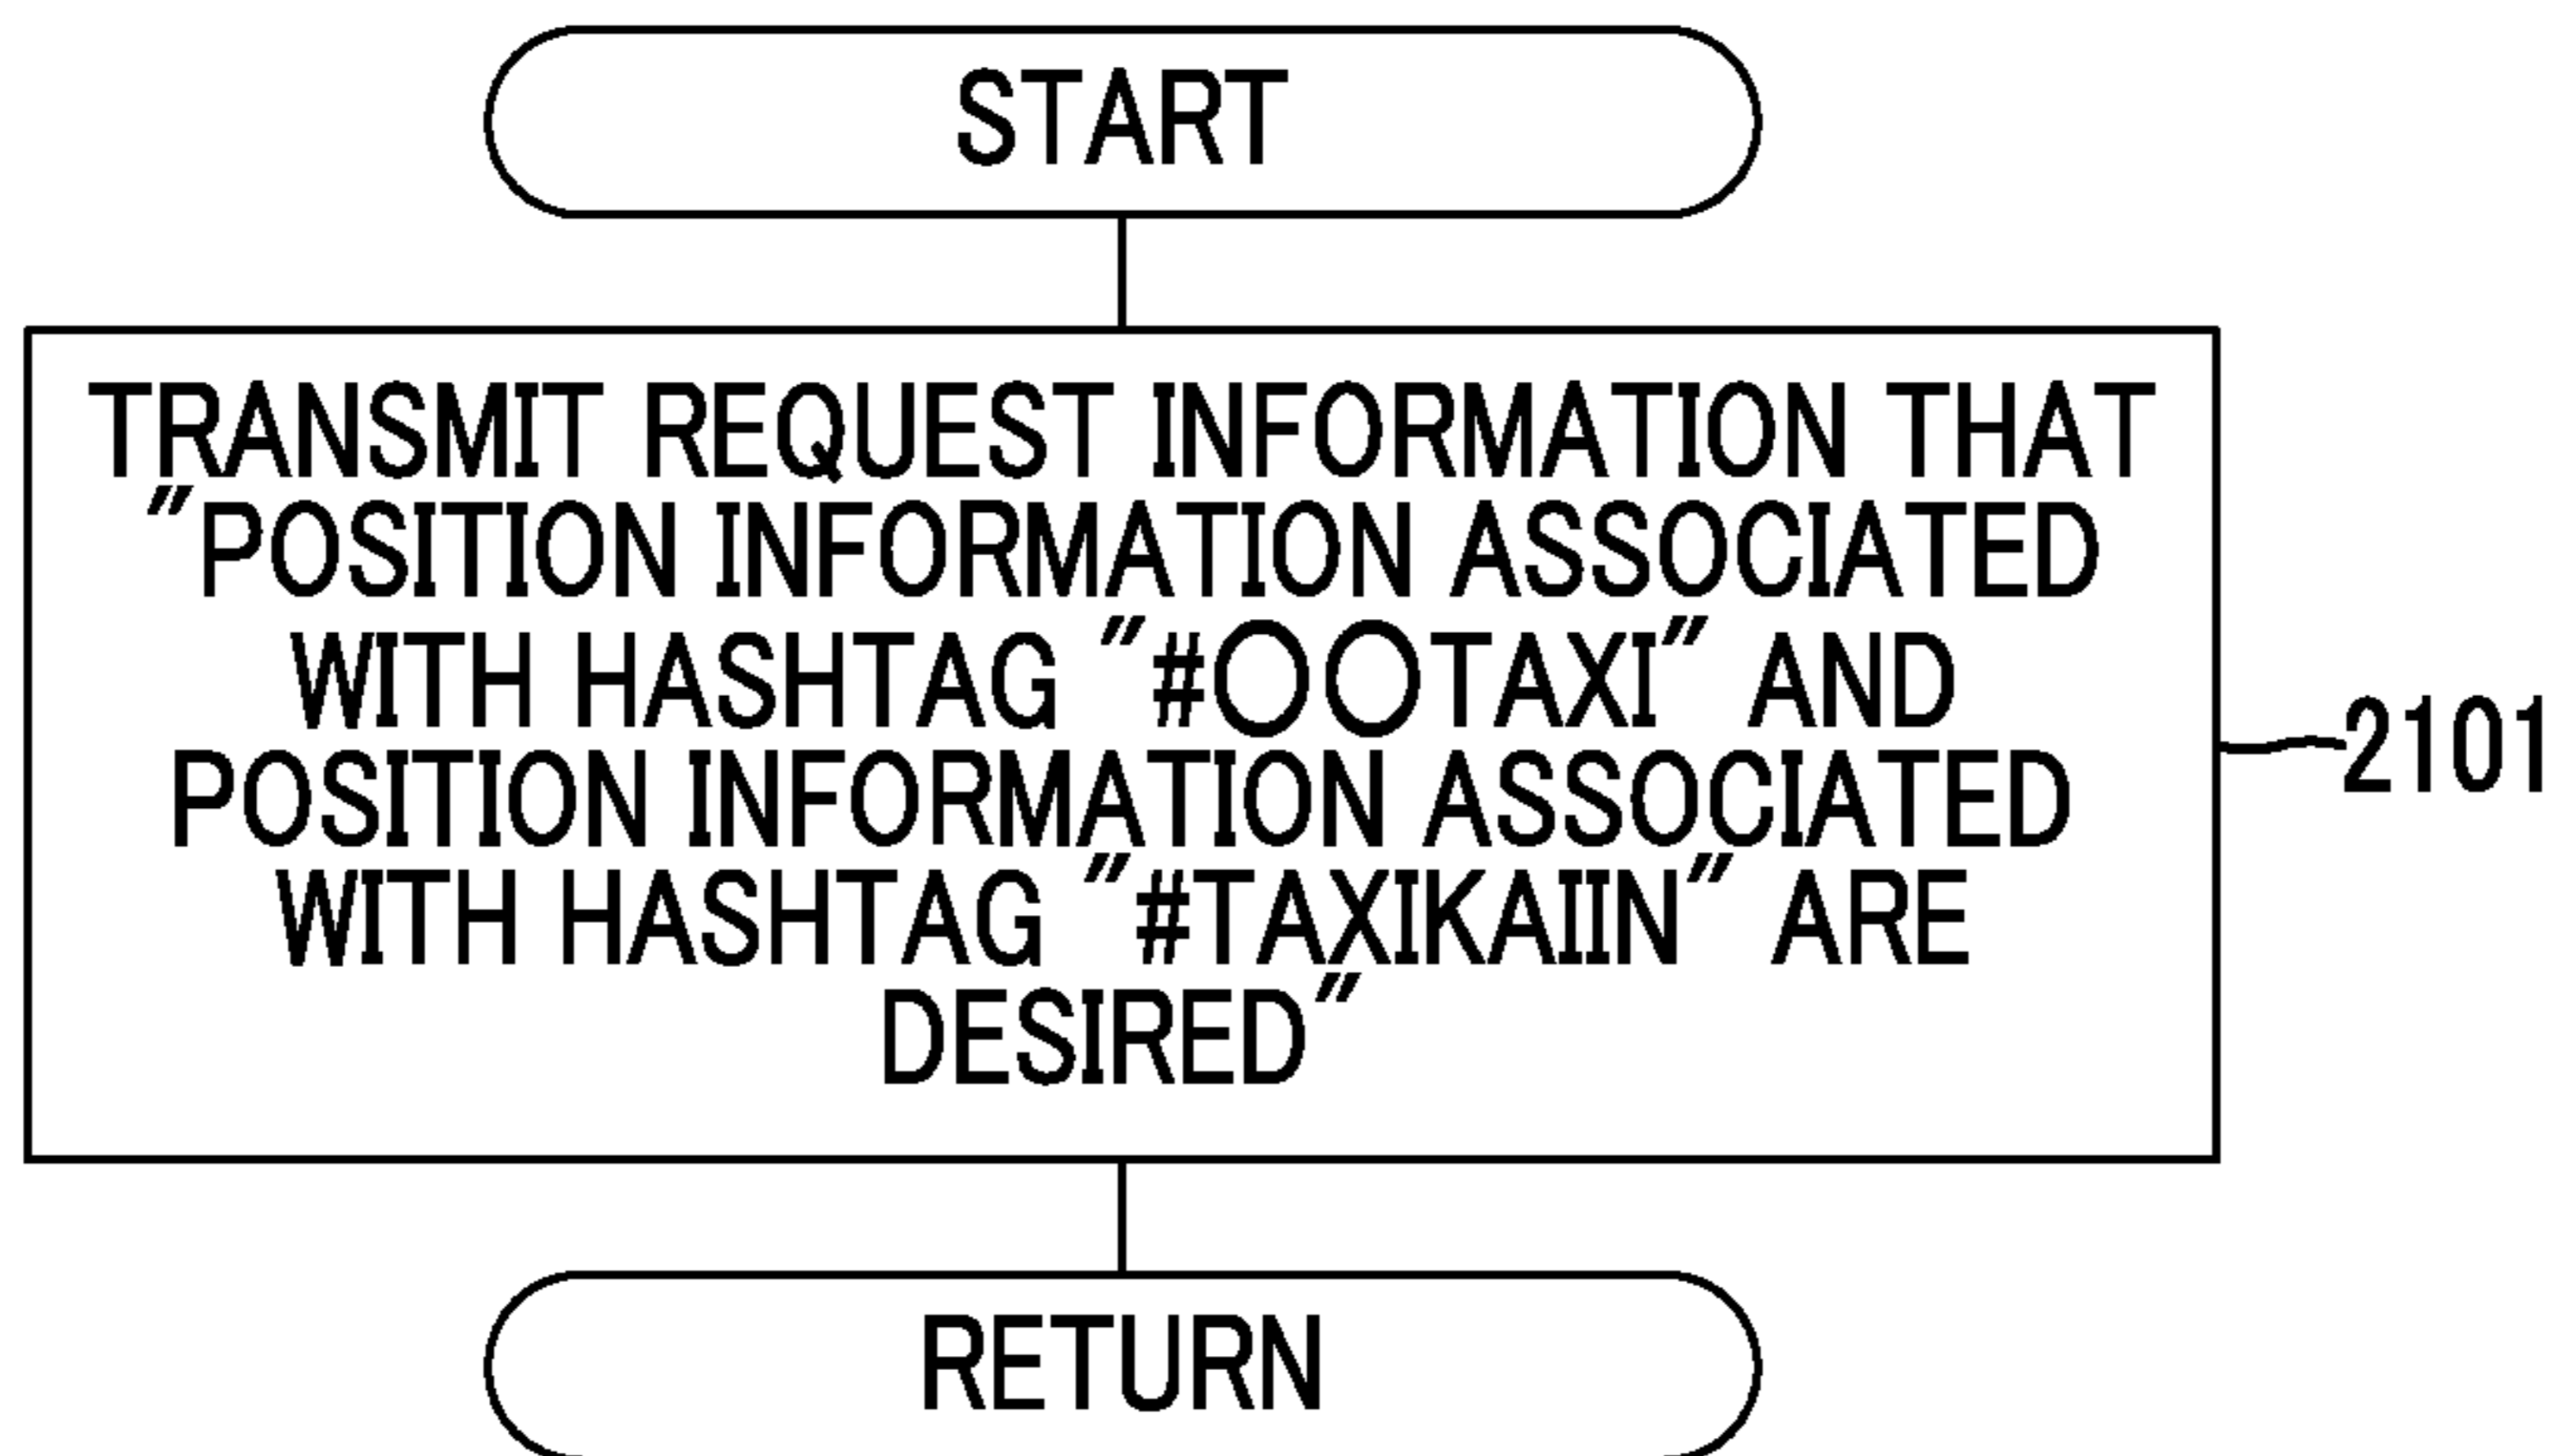 START
TRANSMIT REQUEST INFORMATION THAT
"POSITION INFORMATION ASSOCIATED
WITH HASHTAG "#〇〇TAXI" AND
POSITION INFORMATION ASSOCIATED
WITH HASHTAG "#TAXIKAIIN" ARE
DESIRED"
2101
RETURN